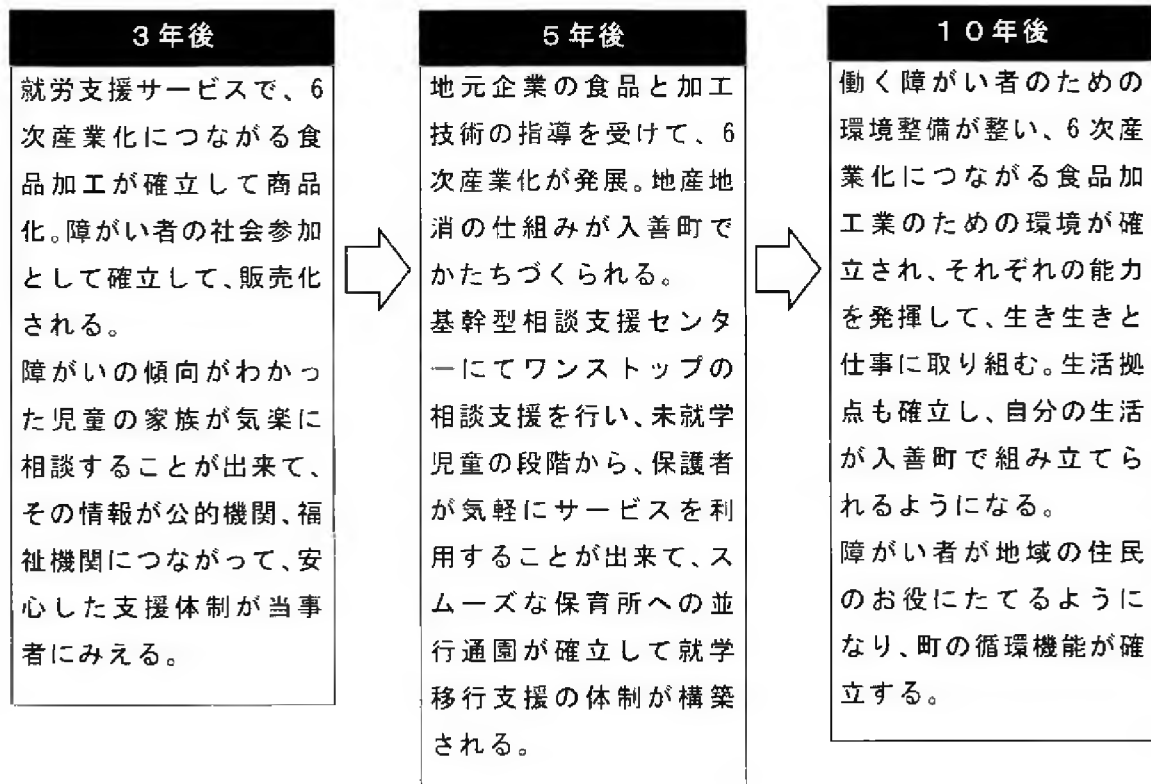 3年後
就労支援サービスで、6
次産業化につながる食
品加工が確立して商品
化。障がい者の社会参加
として確立して、販売化
される。
障がいの傾向がわかっ
た児童の家族が気楽に
相談することが出来て、
その情報が公的機関、福
祉機関につながって、安
心した支援体制が当事
者にみえる。
5年後
地元企業の食品と加工
技術の指導を受けて、6
次産業化が発展。地産地
消の仕組みが入善町で
かたちづくられる。
基幹型相談支援センタ
ーにてワンストップの
相談支援を行い、未就学
児童の段階から、保護者
が気軽にサービスを利
用することが出来て、ス
ムーズな保育所への並
行通園が確立して就学
移行支援の体制が構築
される。
10年後
働く障がい者のための
環境整備が整い、6次産
業化につながる食品加
工業のための環境が確
立され、それぞれの能力
を発揮して、生き生きと
仕事に取り組む。生活拠
点も確立し、自分の生活
が入善町で組み立てら
れるようになる。
障がい者が地域の住民
のお役にたてるように
なり、町の循環機能が確
立する。